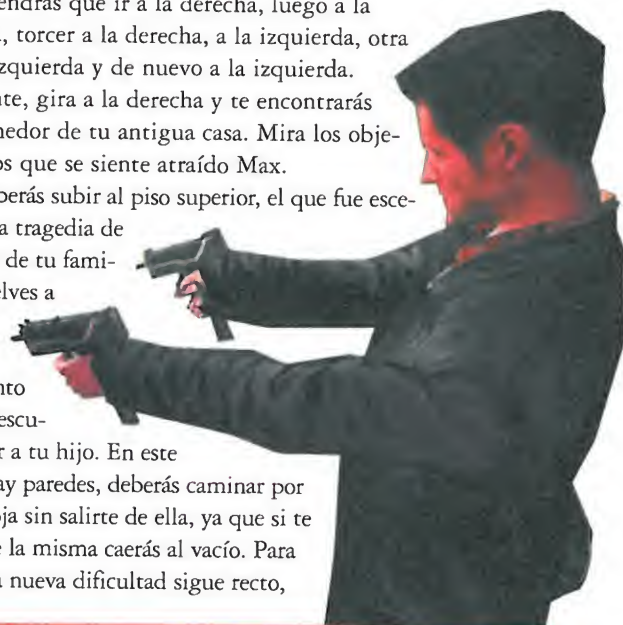 endrás que ir a la derecha, luego a la
, torcer a la derecha, a la izquierda, otra
zquierda y de nuevo a la izquierda.
nte, gira a la derecha y te encontrarás
nedor de tu antigua casa. Mira los obje-
os que se siente atraído Max.
berás subir al piso superior, el que fue esce-
a tragedia de
de tu fami-
elves a
nto
escu-
r a tu hijo. En este
ay paredes, deberás caminar por
ja sin salirte de ella, ya que si te
e la misma caerás al vacío. Para
a nueva dificultad sigue recto,